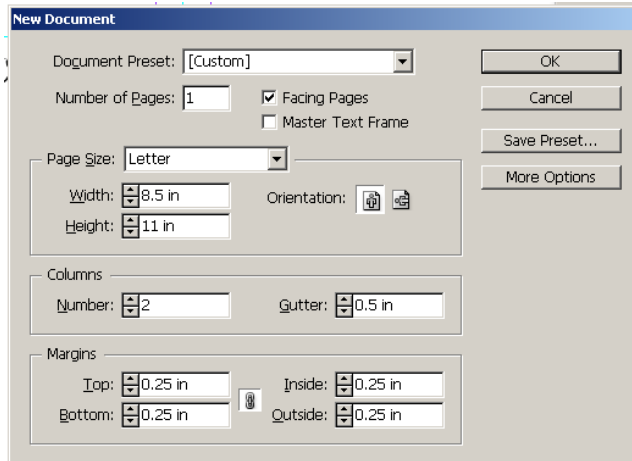 New Document
Document Preset: [Custom]
OK
Number of Pages: 1
Facing Pages
Cancel
Master Text Frame
Save Preset...
Page Size: Letter
More Options
Width: 8.5 in
Orientation:
Height: 11 in
Columns
Number: 2
Gutter: 0.5 in
Margins
Top: 0.25 in
Inside: 0.25 in
Bottom: 0.25 in
Outside: 0.25 in